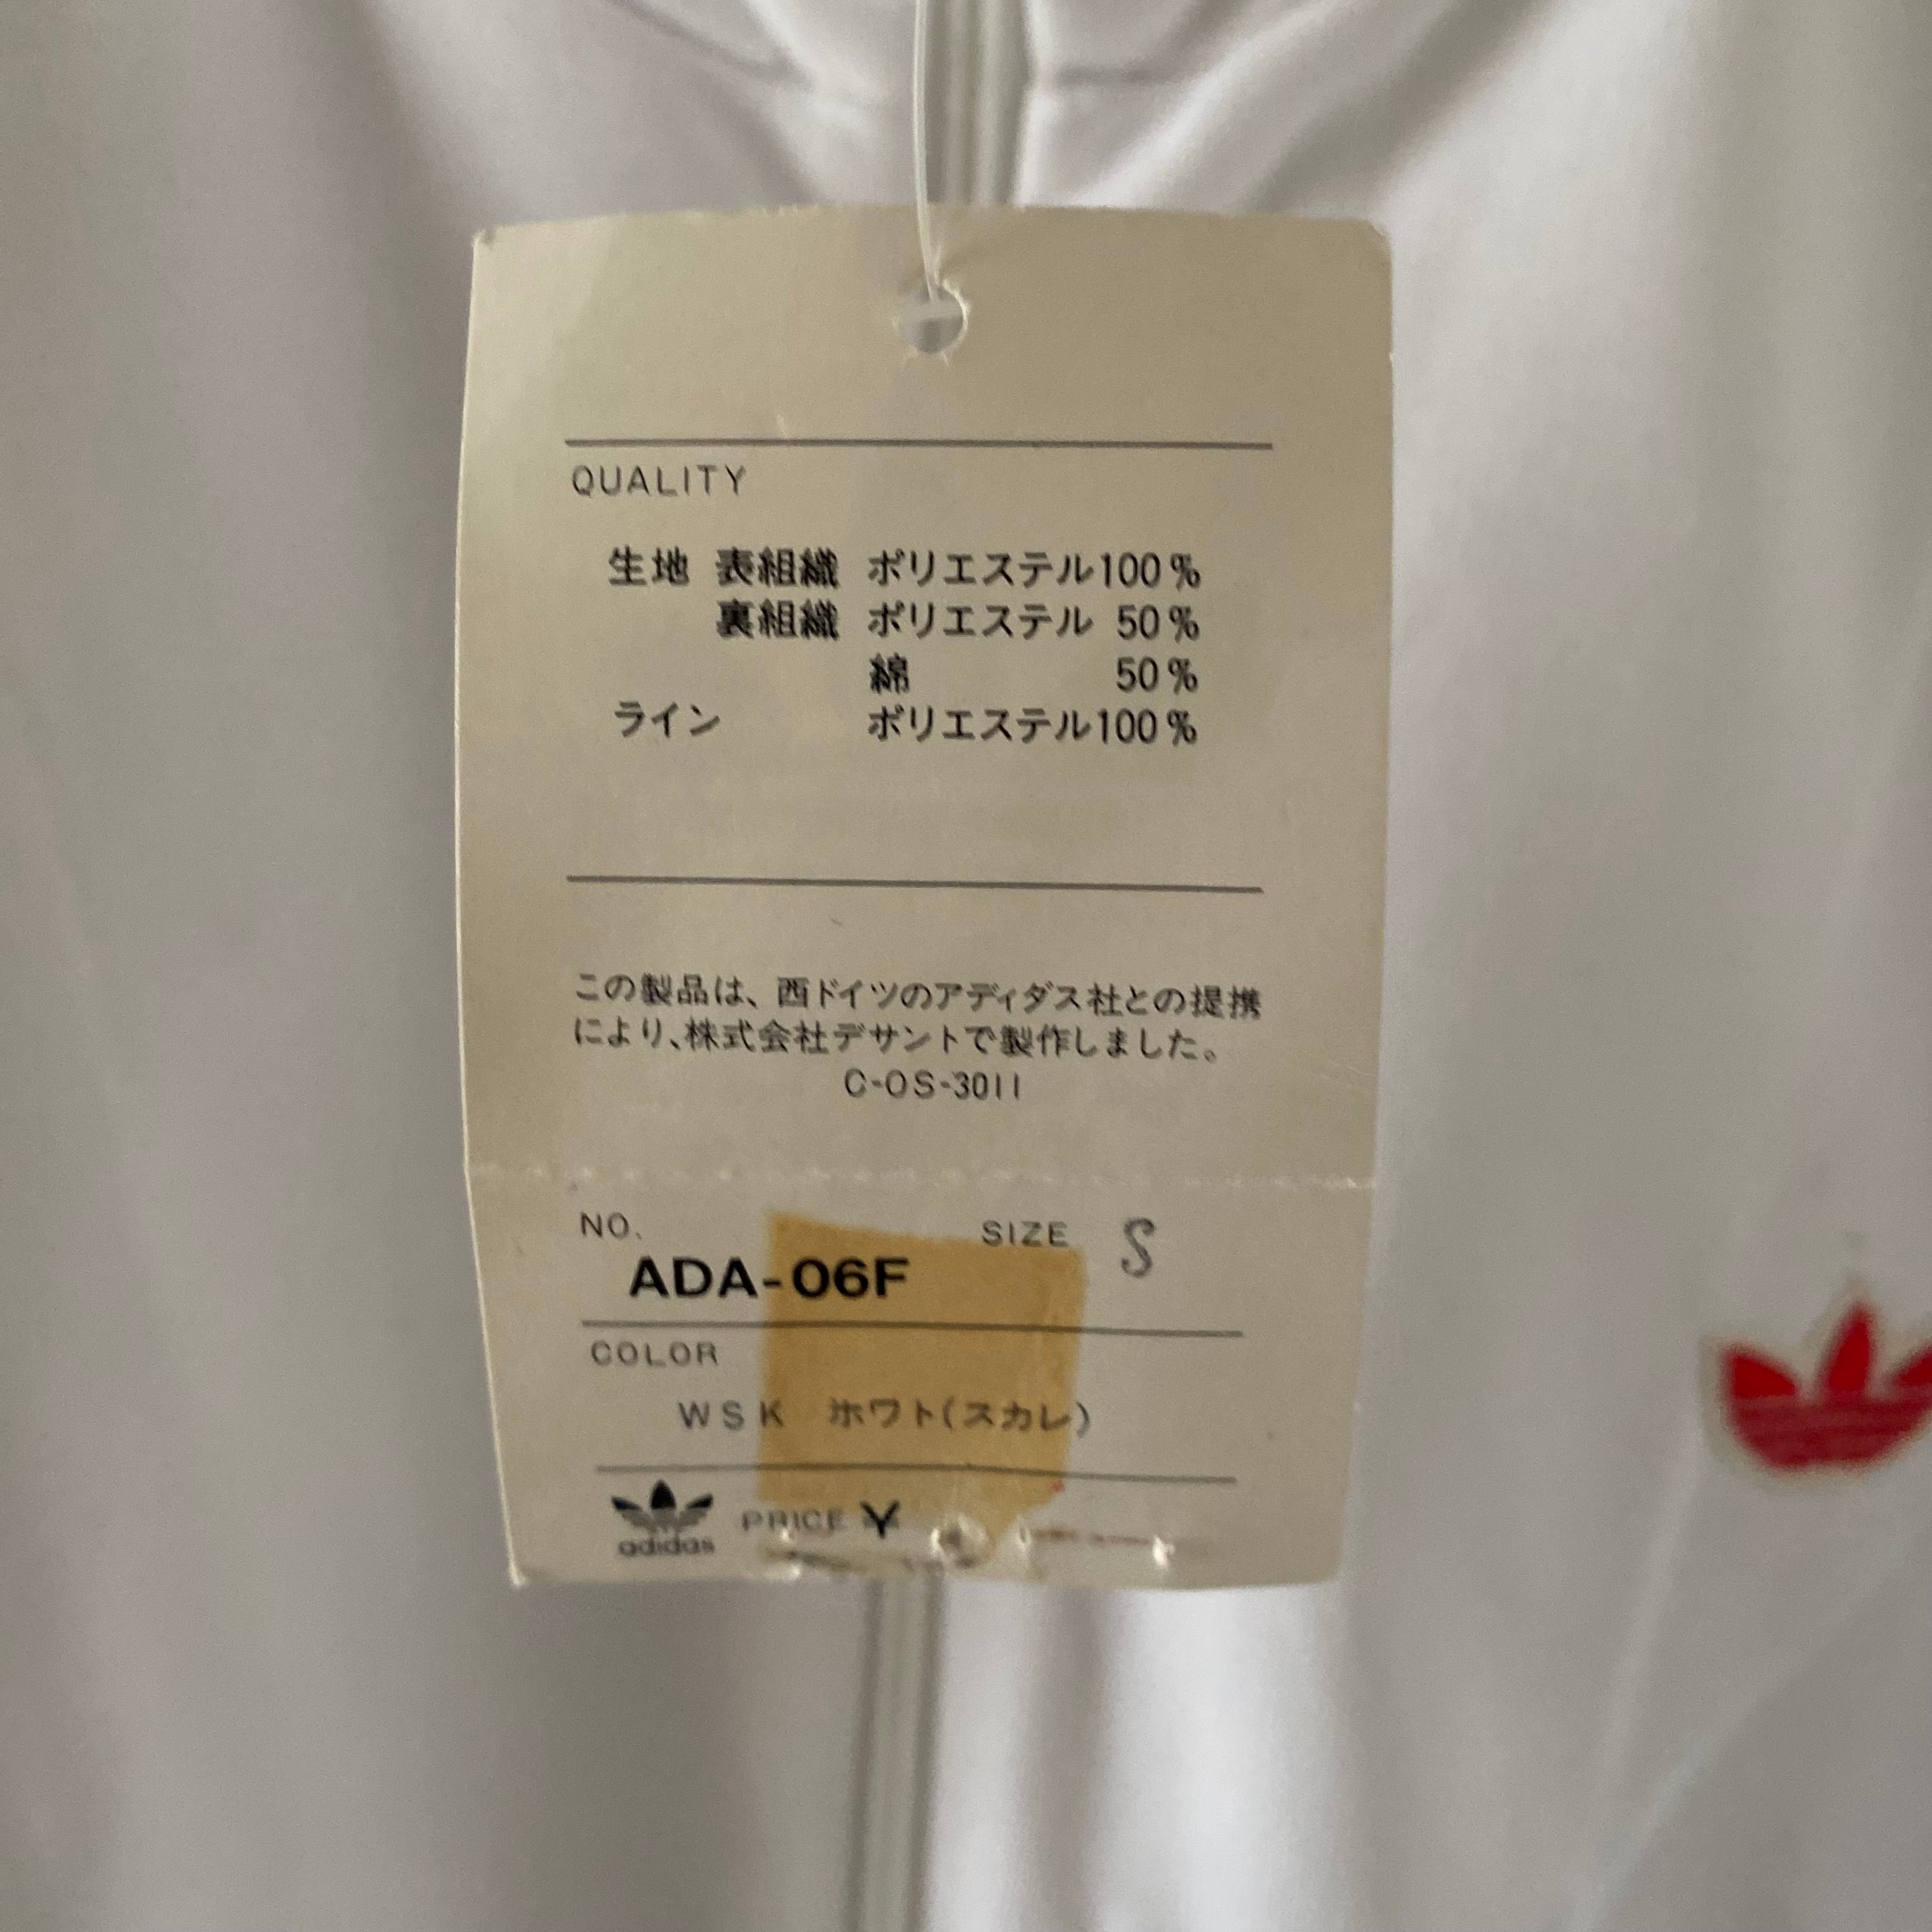 QUALITY
生地 表組織 ポリエステル100%
裏組織 ポリエステル 50%
綿 50%
ライン ポリエステル100%
この製品は、西ドイツのアディダス社との提携
により、株式会社デサントで製作しました。
C-OS-3011
NO. SIZE S
ADA-06F
COLOR
WSK ホワト(スカレ)
adidas PRICE ¥